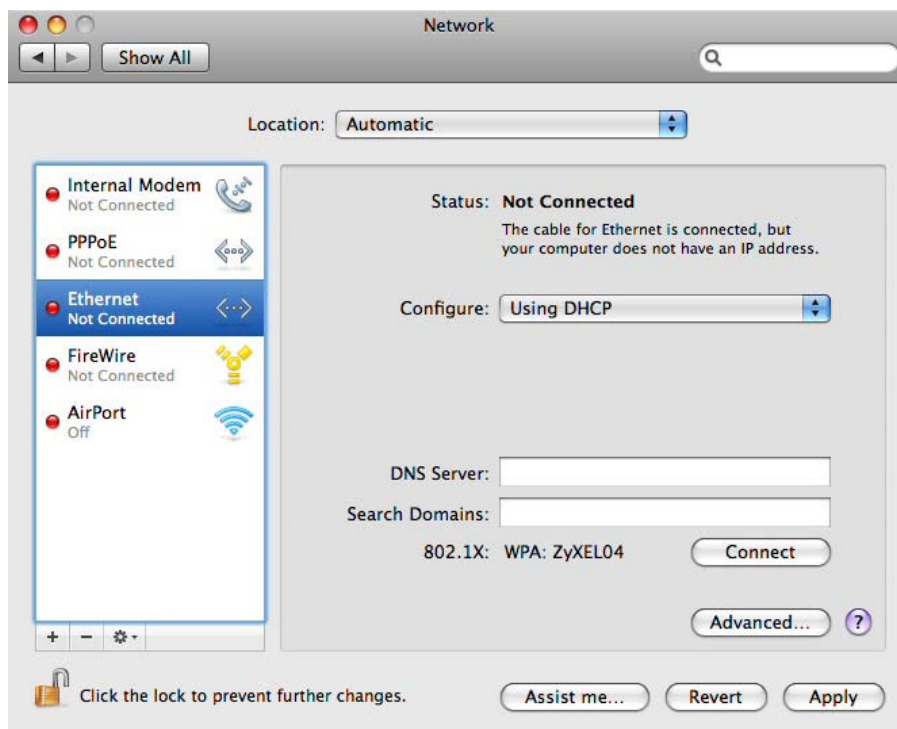 Network
Show All
Location: Automatic
Internal Modem
Not Connected
PPPoE
Not Connected
Ethernet
Not Connected
FireWire
Not Connected
AirPort
Off
Status: Not Connected
The cable for Ethernet is connected, but
your computer does not have an IP address.
Configure: Using DHCP
DNS Server:
Search Domains:
802.1X: WPA: ZyXEL04 Connect
Advanced... ?
Click the lock to prevent further changes.
Assist me... Revert Apply